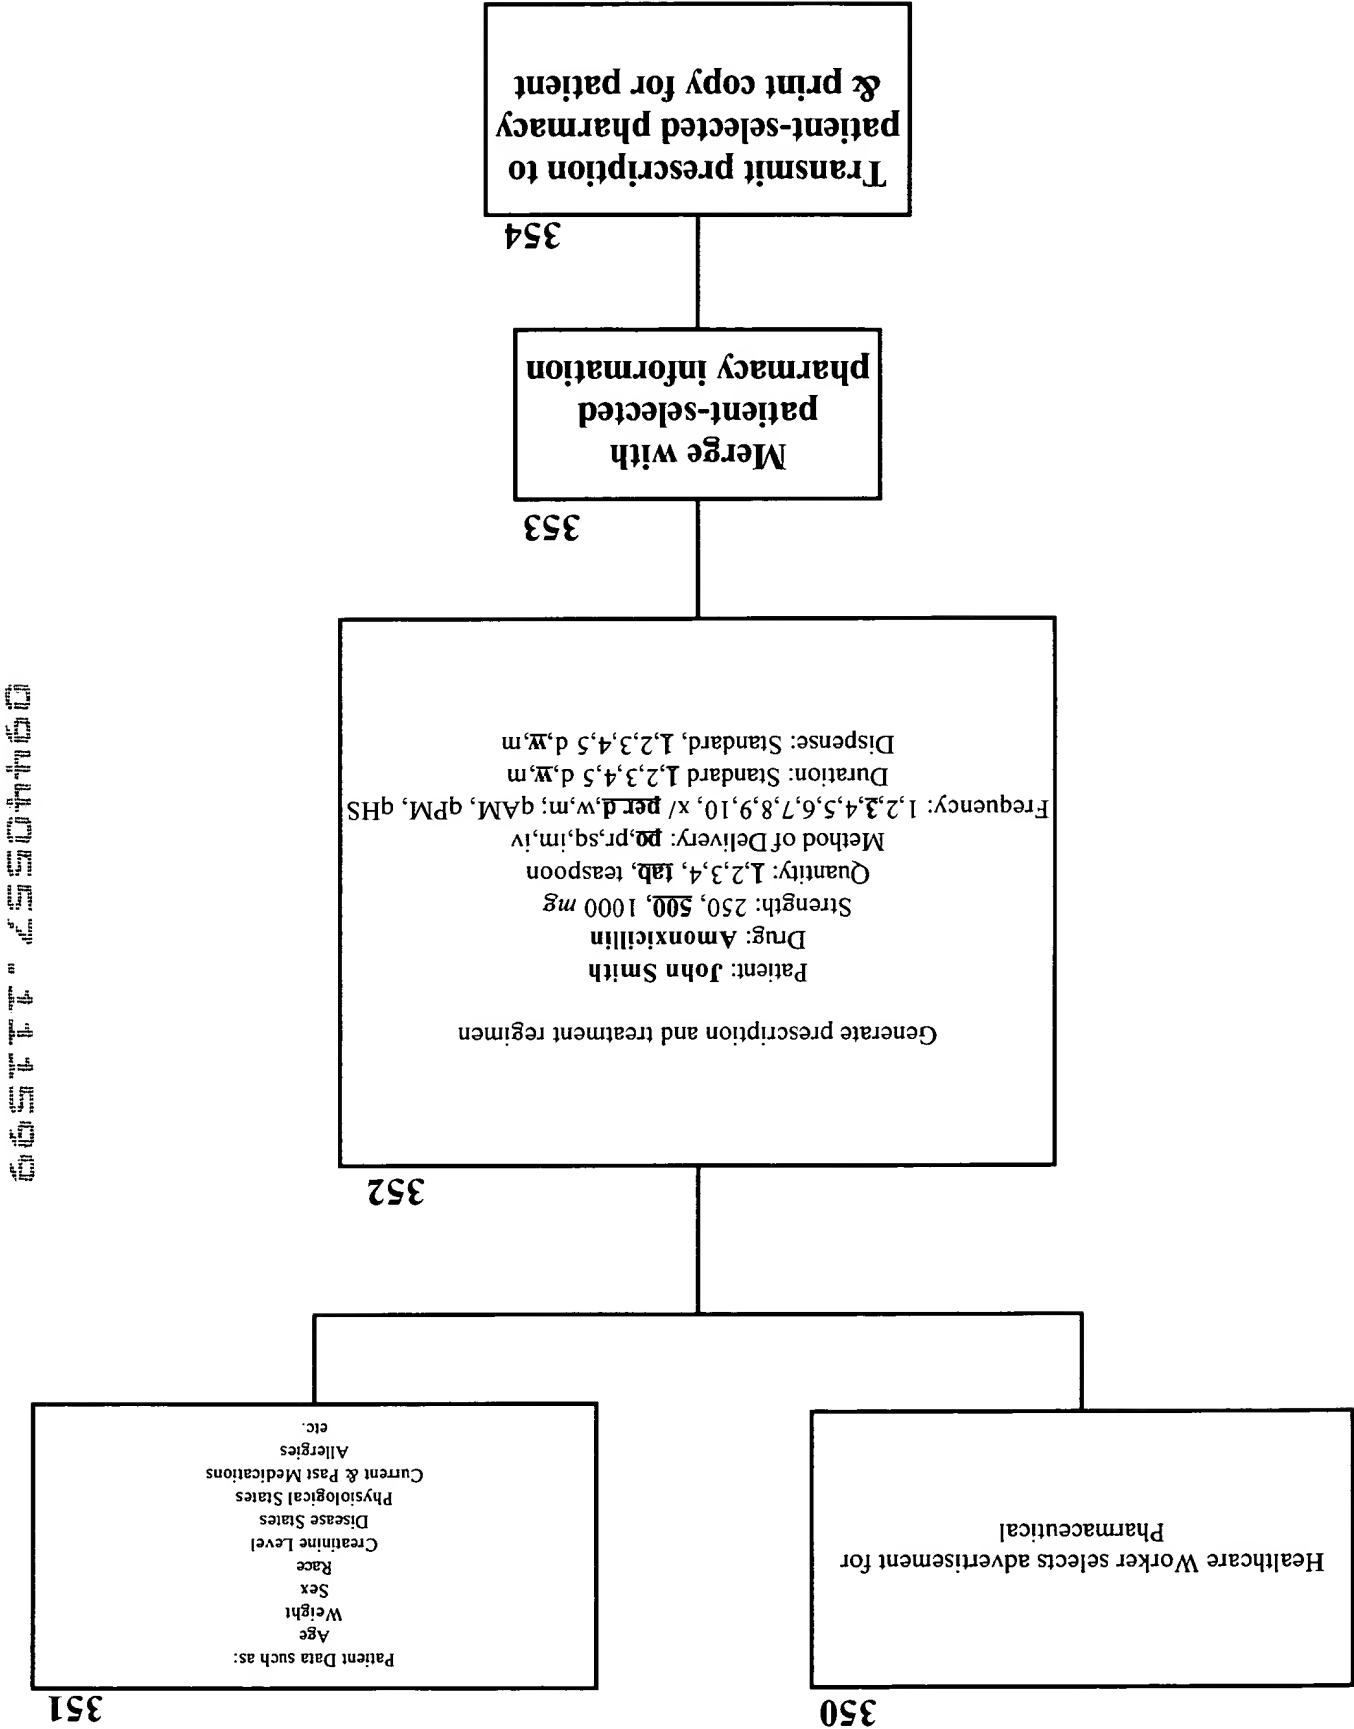 350
Healthcare Worker selects advertisement for
Pharmaceutical
351
Patient Data such as:
Age
Weight
Sex
Race
Creatinine Level
Disease States
Physiological States
Current & Past Medications
Allergies
etc.
352
Generate prescription and treatment regimen
Patient: John Smith
Drug: Amonxicillin
Strength: 250, 500, 1000 mg
Quantity: 1,2,3,4, tab, teaspoon
Method of Delivery: po,pr,sq,im,iv
Frequency: 1,2,3,4,5,6,7,8,9,10, x/ per d,w,m; qAM, qPM, qHS
Duration: Standard 1,2,3,4,5 d,w,m
Dispense: Standard, 1,2,3,4,5 d,w,m
353
Merge with
patient-selected
pharmacy information
354
Transmit prescription to
patient-selected pharmacy
& print copy for patient
09440557.111599